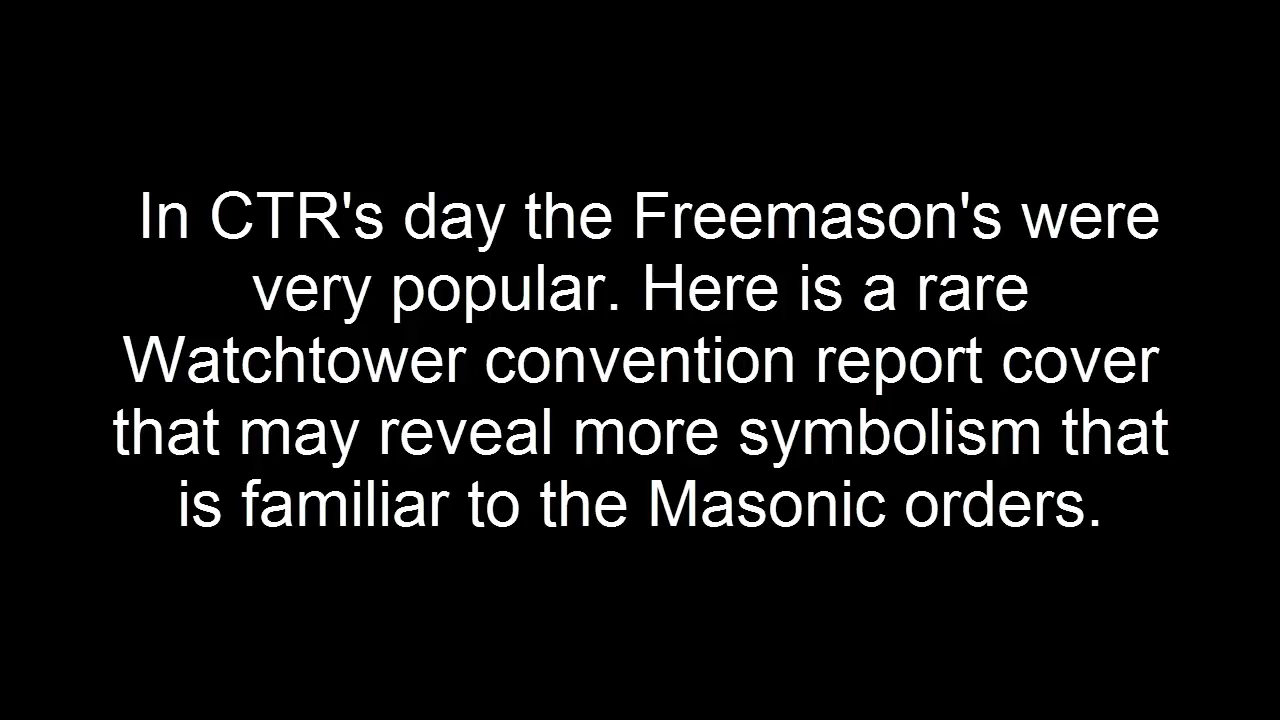 In CTR's day the Freemason's were
very popular. Here is a rare
Watchtower convention report cover
that may reveal more symbolism that
is familiar to the Masonic orders.